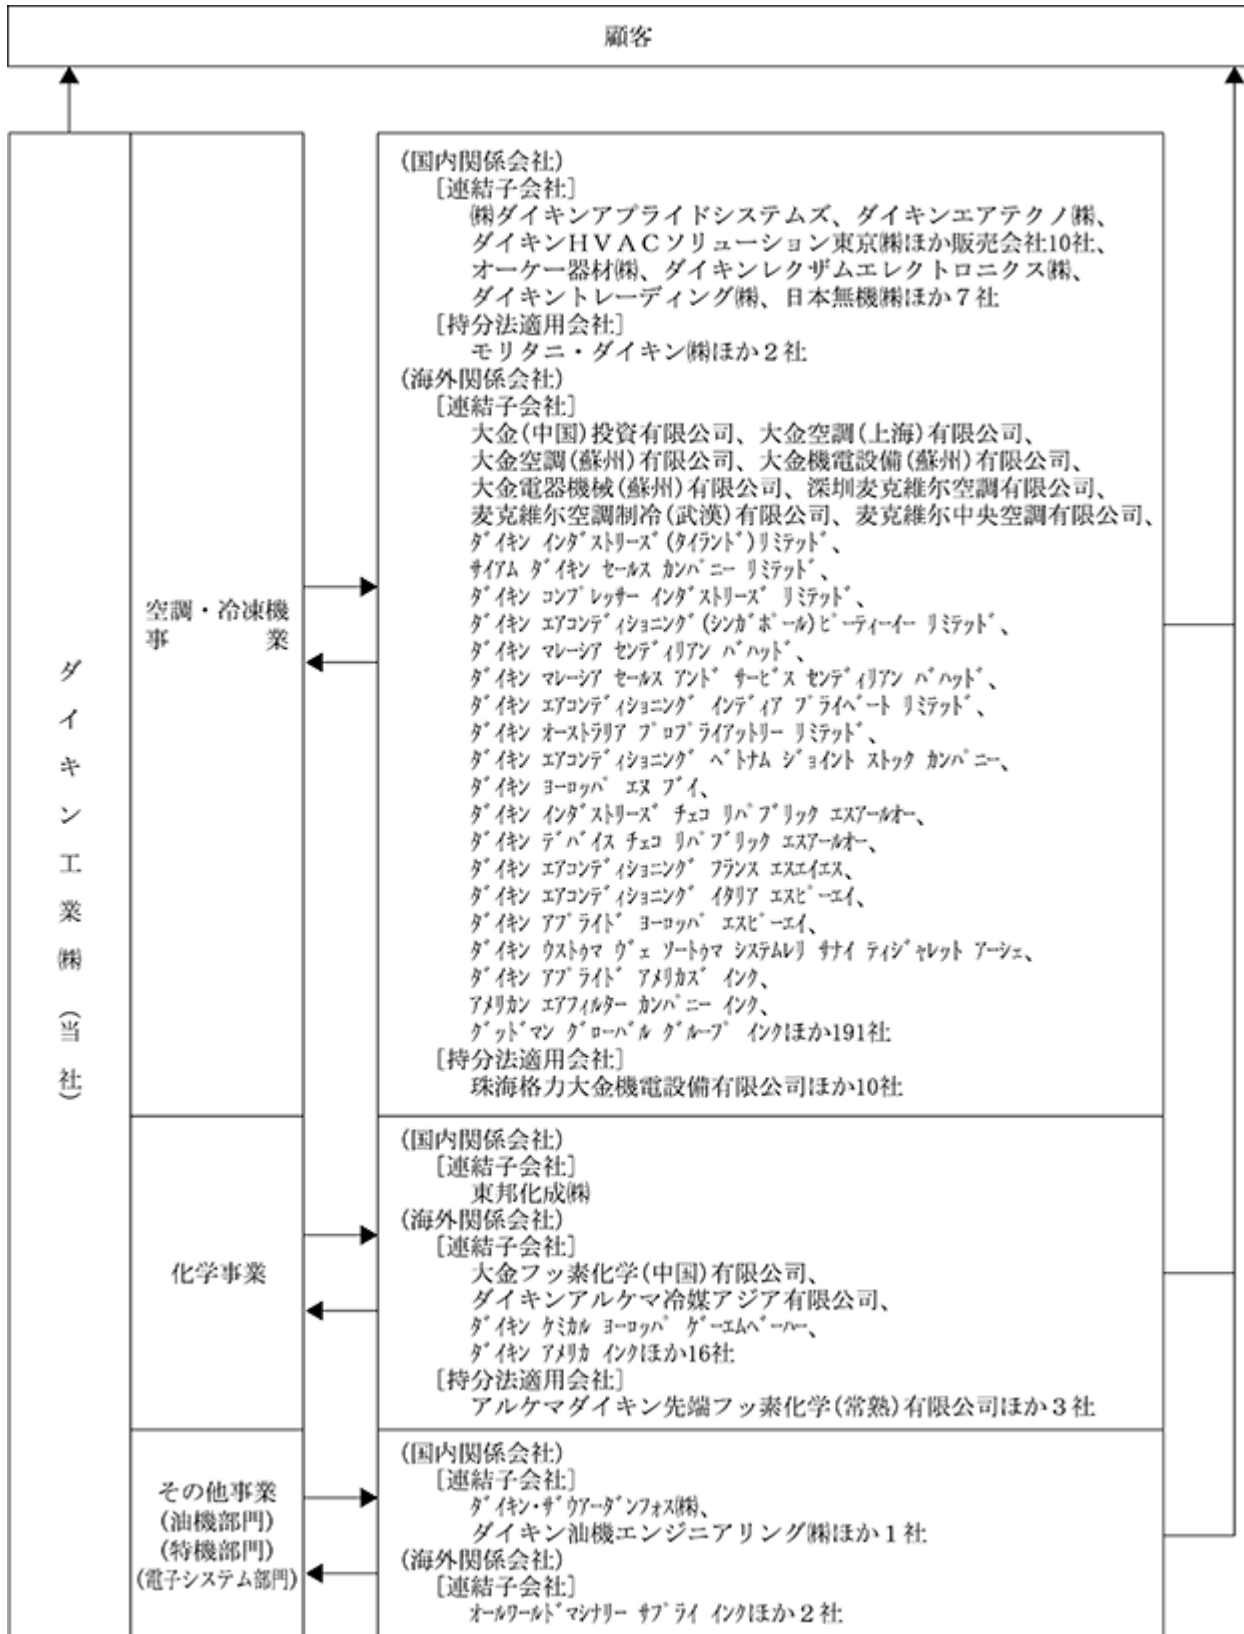 顧客
ダイキン工業㈱(当社)
空調・冷凍機
事業
(国内関係会社)
[連結子会社]
㈱ダイキンアプライドシステムズ、ダイキンエアテクノ㈱、
ダイキンHVACソリューション東京㈱ほか販売会社10社、
オーケー器材㈱、ダイキンレクザムエレクトロニクス㈱、
ダイキントレーディング㈱、日本無機㈱ほか7社
[持分法適用会社]
モリタニ・ダイキン㈱ほか2社
(海外関係会社)
[連結子会社]
大金(中国)投資有限公司、大金空調(上海)有限公司、
大金空調(蘇州)有限公司、大金機電設備(蘇州)有限公司、
大金電器機械(蘇州)有限公司、深圳麦克維尔空調有限公司、
麦克維尔空調制冷(武漢)有限公司、麦克維尔中央空調有限公司、
ダイキン インダストリーズ(タイランド)リミテッド、
サイアム ダイキン セールス カンパニー リミテッド、
ダイキン コンプレッサー インダストリーズ リミテッド、
ダイキン エアコンディショニング(シンガポール)ピーティーイー リミテッド、
ダイキン マレーシア センディリアン バハッド、
ダイキン マレーシア セールス アンド サービス センディリアン バハッド、
ダイキン エアコンディショニング インディア プライベート リミテッド、
ダイキン オーストラリア プロプライアットリー リミテッド、
ダイキン エアコンディショニング ベトナム ジョイント ストック カンパニー、
ダイキン ヨーロッパ エヌ ブイ、
ダイキン インダストリーズ チェコ リパブリック エスアールオー、
ダイキン デバイス チェコ リパブリック エスアールオー、
ダイキン エアコンディショニング フランス エスエイエス、
ダイキン エアコンディショニング イタリア エスピーエイ、
ダイキン アプライド ヨーロッパ エスピーエイ、
ダイキン ウストゥマ ヴェ ソートゥマ システムレリ サナイ ティジャレット アーシェ、
ダイキン アプライド アメリカズ インク、
アメリカン エアフィルター カンパニー インク、
グッドマン グローバル グループ インクほか191社
[持分法適用会社]
珠海格力大金機電設備有限公司ほか10社
化学事業
(国内関係会社)
[連結子会社]
東邦化成㈱
(海外関係会社)
[連結子会社]
大金フッ素化学(中国)有限公司、
ダイキンアルケマ冷媒アジア有限公司、
ダイキン ケミカル ヨーロッパ ゲーエムベーハー、
ダイキン アメリカ インクほか16社
[持分法適用会社]
アルケマダイキン先端フッ素化学(常熟)有限公司ほか3社
その他事業
(油機部門)
(特機部門)
(電子システム部門)
(国内関係会社)
[連結子会社]
ダイキン・ザウアーダンフォス㈱、
ダイキン油機エンジニアリング㈱ほか1社
(海外関係会社)
[連結子会社]
オールワールドマシナリー サプライ インクほか2社